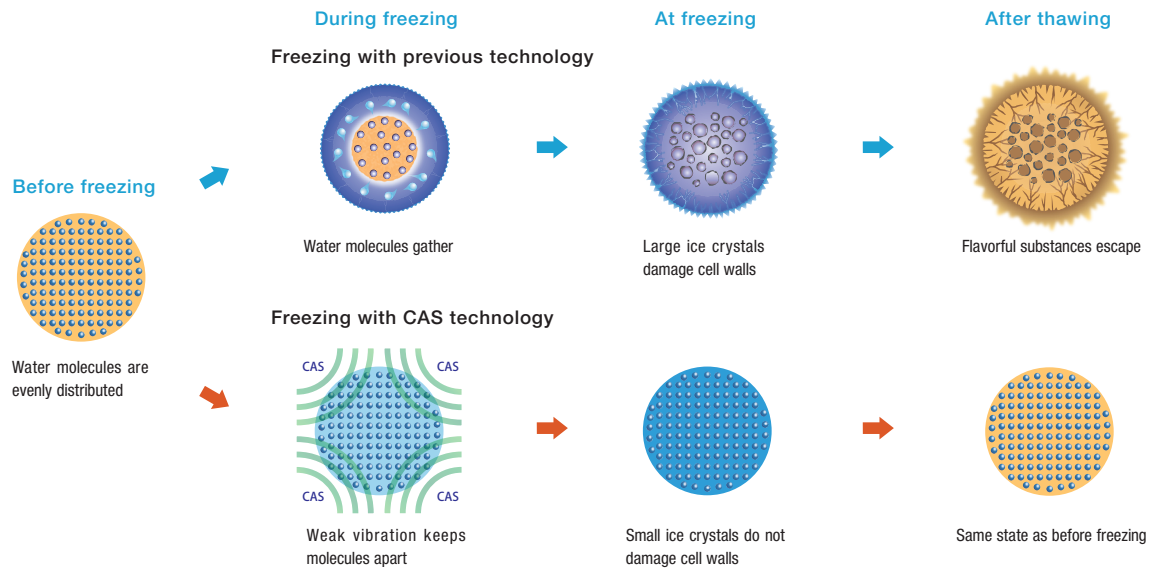 During freezing
At freezing
After thawing
Freezing with previous technology
Before freezing
Water molecules gather
Large ice crystals
damage cell walls
Flavorful substances escape
Water molecules are
evenly distributed
Freezing with CAS technology
CAS
CAS
CAS
CAS
Weak vibration keeps
molecules apart
Small ice crystals do not
damage cell walls
Same state as before freezing